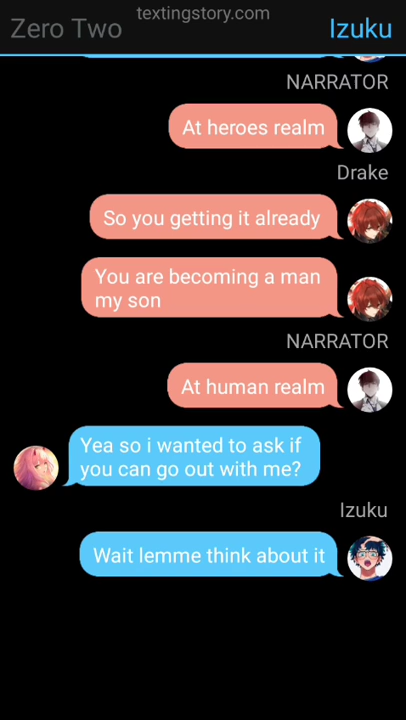 textingstory.com
Zero Two
Izuku
NARRATOR
At heroes realm
Drake
So you getting it already
You are becoming a man
my son
NARRATOR
At human realm
Yea so i wanted to ask if
you can go out with me?
Izuku
Wait lemme think about it